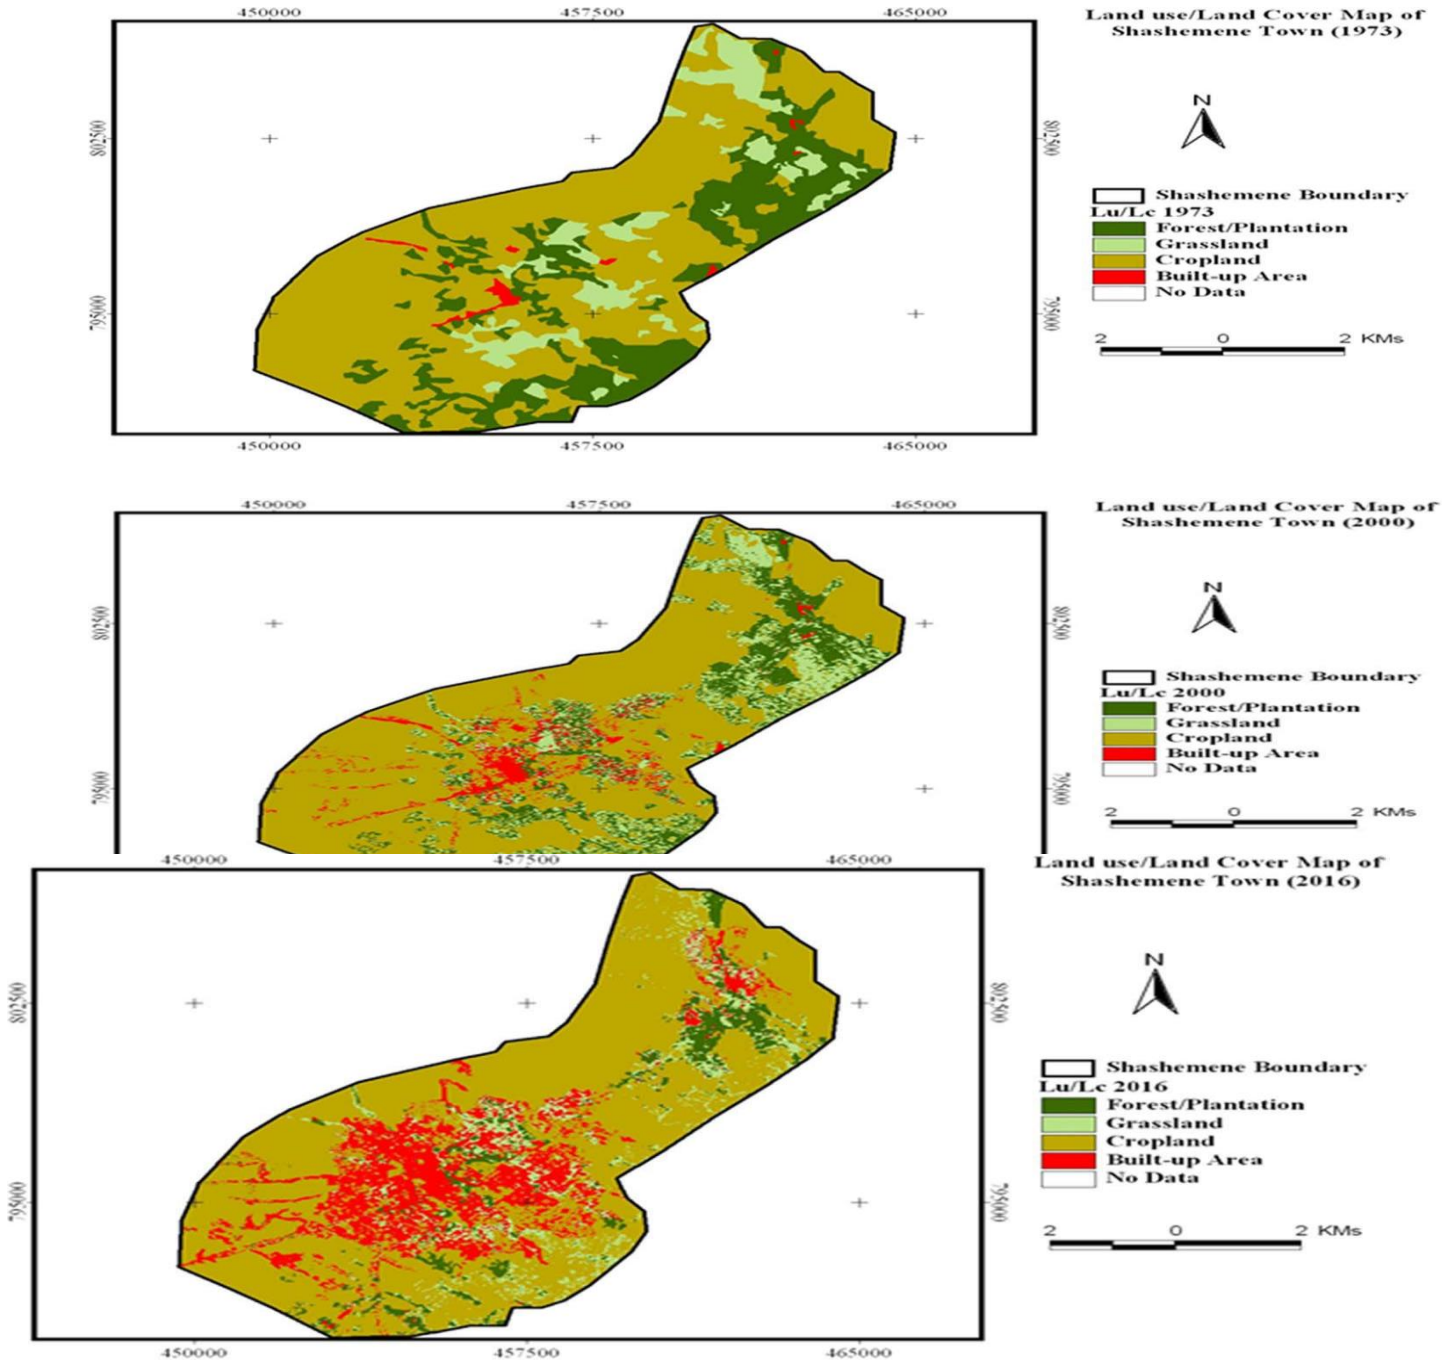 450000 457500 465000
Land use/Land Cover Map of
Shashemene Town (1973)
N
802500 802500
Shashemene Boundary
Lu/Lc 1973
Forest/Plantation
Grassland
Cropland
Built-up Area
No Data
795000 795000
2 0 2 KMs
450000 457500 465000
450000 457500 465000
Land use/Land Cover Map of
Shashemene Town (2000)
N
802500 802500
Shashemene Boundary
Lu/Lc 2000
Forest/Plantation
Grassland
Cropland
Built-up Area
No Data
795000 795000
2 0 2 KMs
450000 457500 465000
Land use/Land Cover Map of
Shashemene Town (2016)
N
802500 802500
Shashemene Boundary
Lu/Lc 2016
Forest/Plantation
Grassland
Cropland
Built-up Area
No Data
795000 795000
2 0 2 KMs
450000 457500 465000